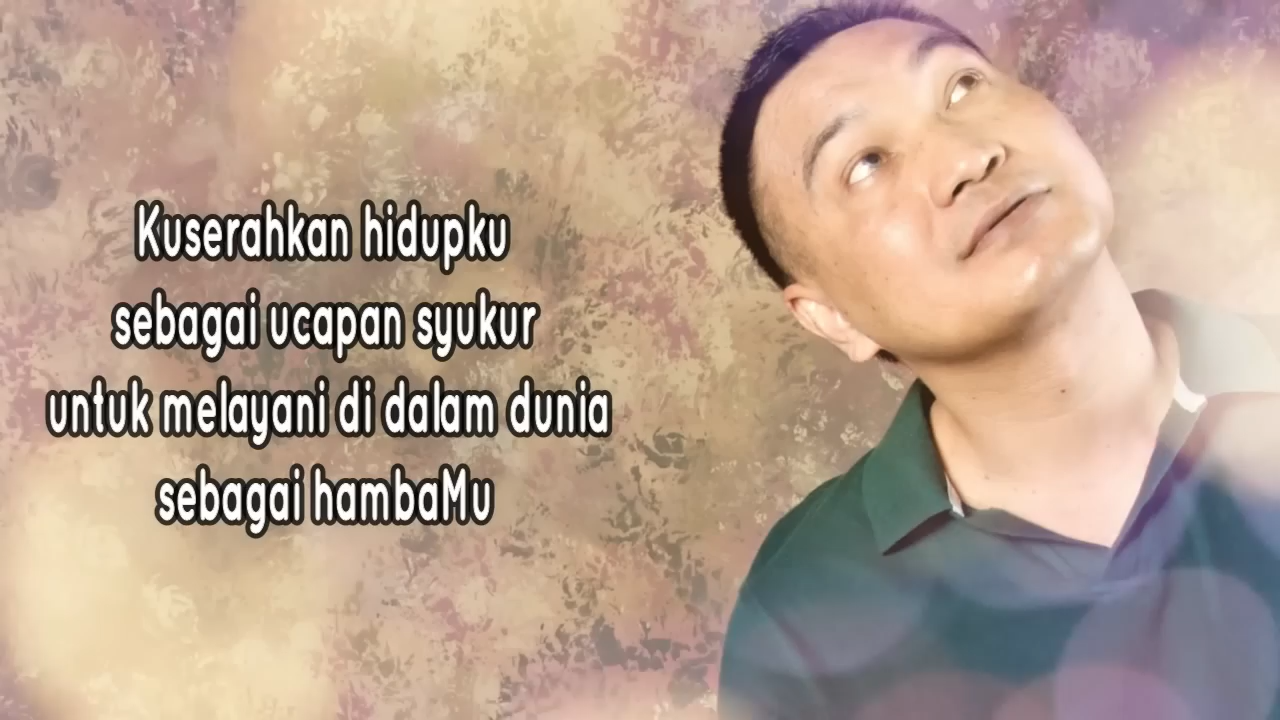 Kuserahkan hidupku
sebagai ucapan syukur
untuk melayani di dalam dunia
sebagai hambaMu